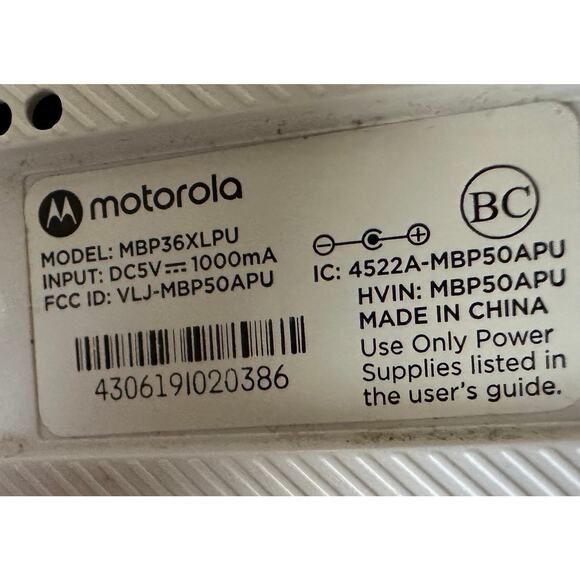 motorola
MODEL: MBP36XLPU
INPUT: DC5V⎓1000mA
FCC ID: VLJ-MBP50APU
430619I020386
BC
IC: 4522A-MBP50APU
HVIN: MBP50APU
MADE IN CHINA
Use Only Power
Supplies listed in
the user's guide.